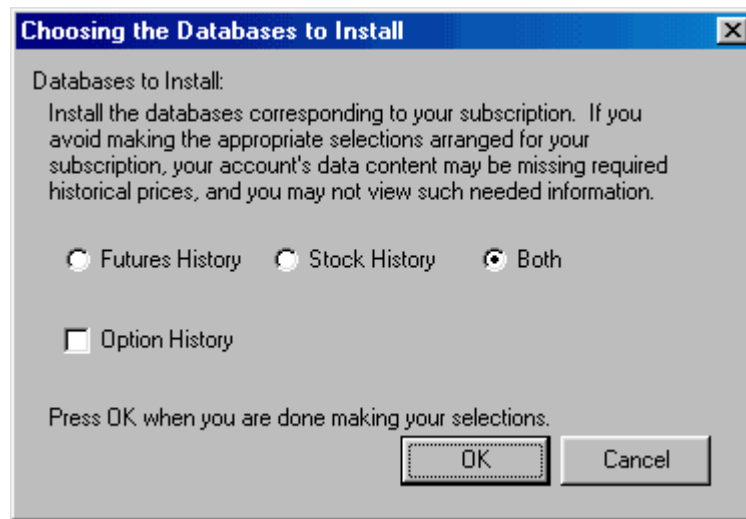 Choosing the Databases to Install
Databases to Install:
Install the databases corresponding to your subscription.  If you
avoid making the appropriate selections arranged for your
subscription, your account's data content may be missing required
historical prices, and you may not view such needed information.
Futures History Stock History Both
Option History
Press OK when you are done making your selections.
OK Cancel